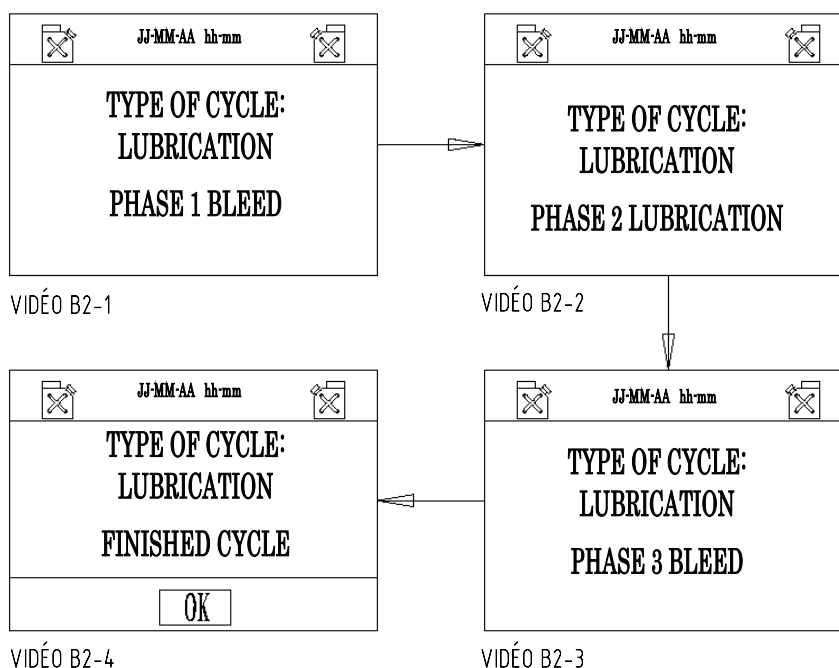 JJ-MM-AA hh-mm
TYPE OF CYCLE:
LUBRICATION
PHASE 1 BLEED
VIDÉO B2-1
JJ-MM-AA hh-mm
TYPE OF CYCLE:
LUBRICATION
PHASE 2 LUBRICATION
VIDÉO B2-2
JJ-MM-AA hh-mm
TYPE OF CYCLE:
LUBRICATION
PHASE 3 BLEED
VIDÉO B2-3
JJ-MM-AA hh-mm
TYPE OF CYCLE:
LUBRICATION
FINISHED CYCLE
OK
VIDÉO B2-4